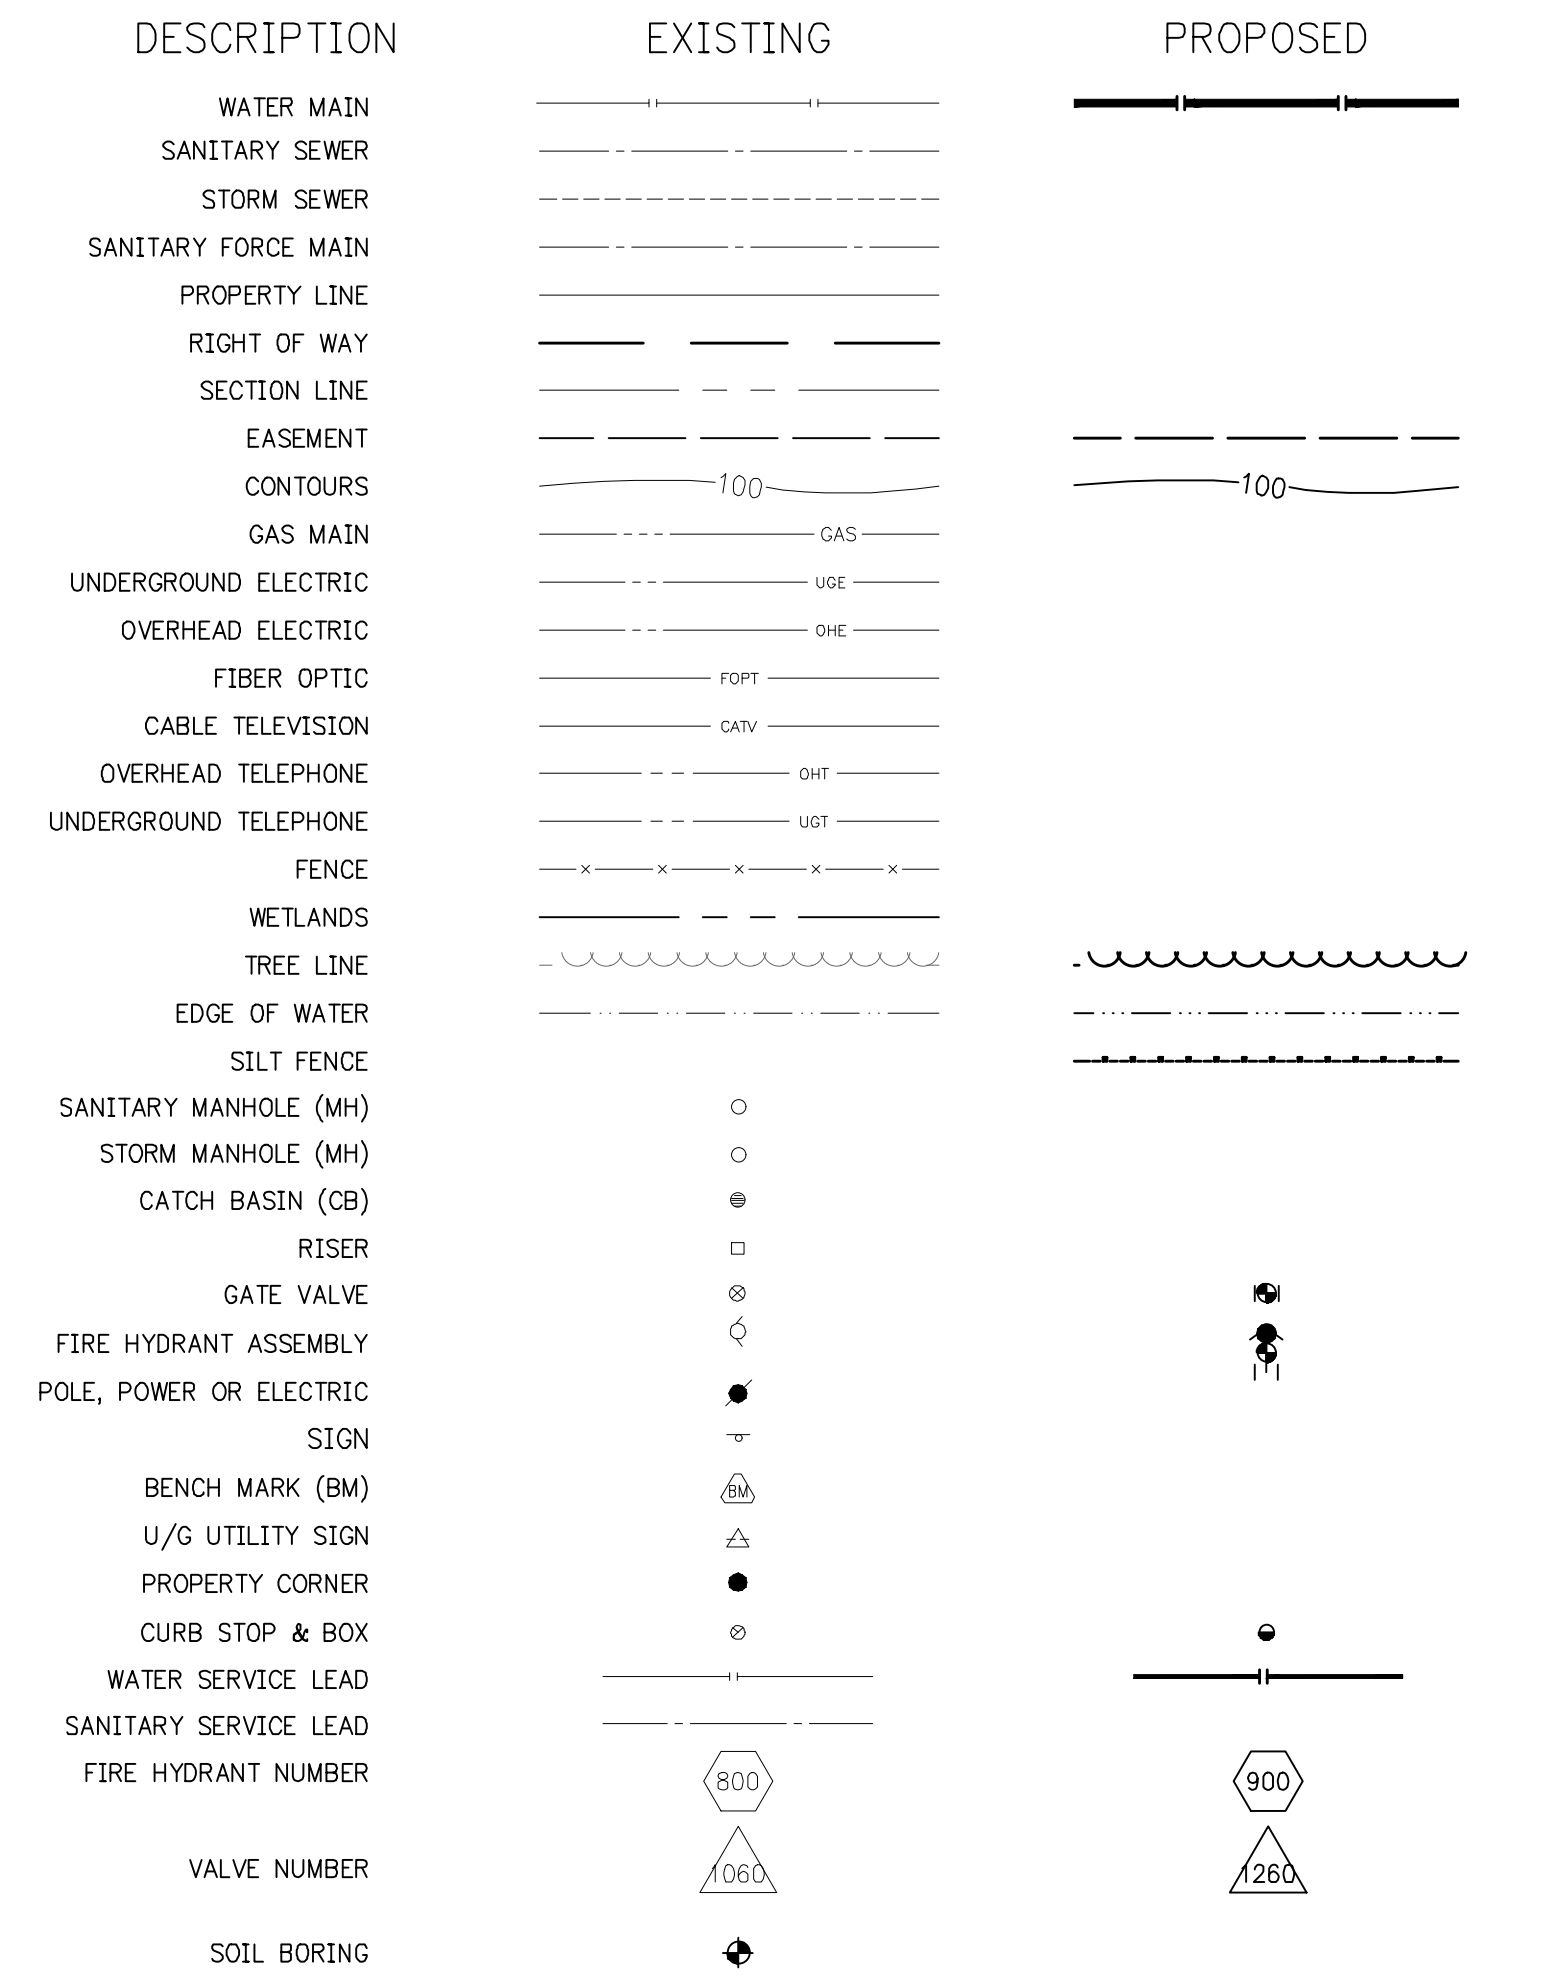 DESCRIPTION EXISTING PROPOSED
WATER MAIN
SANITARY SEWER
STORM SEWER
SANITARY FORCE MAIN
PROPERTY LINE
RIGHT OF WAY
SECTION LINE
EASEMENT
CONTOURS 100 100
GAS MAIN GAS
UNDERGROUND ELECTRIC UGE
OVERHEAD ELECTRIC OHE
FIBER OPTIC FOPT
CABLE TELEVISION CATV
OVERHEAD TELEPHONE OHT
UNDERGROUND TELEPHONE UGT
FENCE
WETLANDS
TREE LINE
EDGE OF WATER
SILT FENCE
SANITARY MANHOLE (MH)
STORM MANHOLE (MH)
CATCH BASIN (CB)
RISER
GATE VALVE
FIRE HYDRANT ASSEMBLY
POLE, POWER OR ELECTRIC
SIGN
BENCH MARK (BM) BM
U/G UTILITY SIGN
PROPERTY CORNER
CURB STOP & BOX
WATER SERVICE LEAD
SANITARY SERVICE LEAD
FIRE HYDRANT NUMBER 800 900
VALVE NUMBER 1060 1260
SOIL BORING